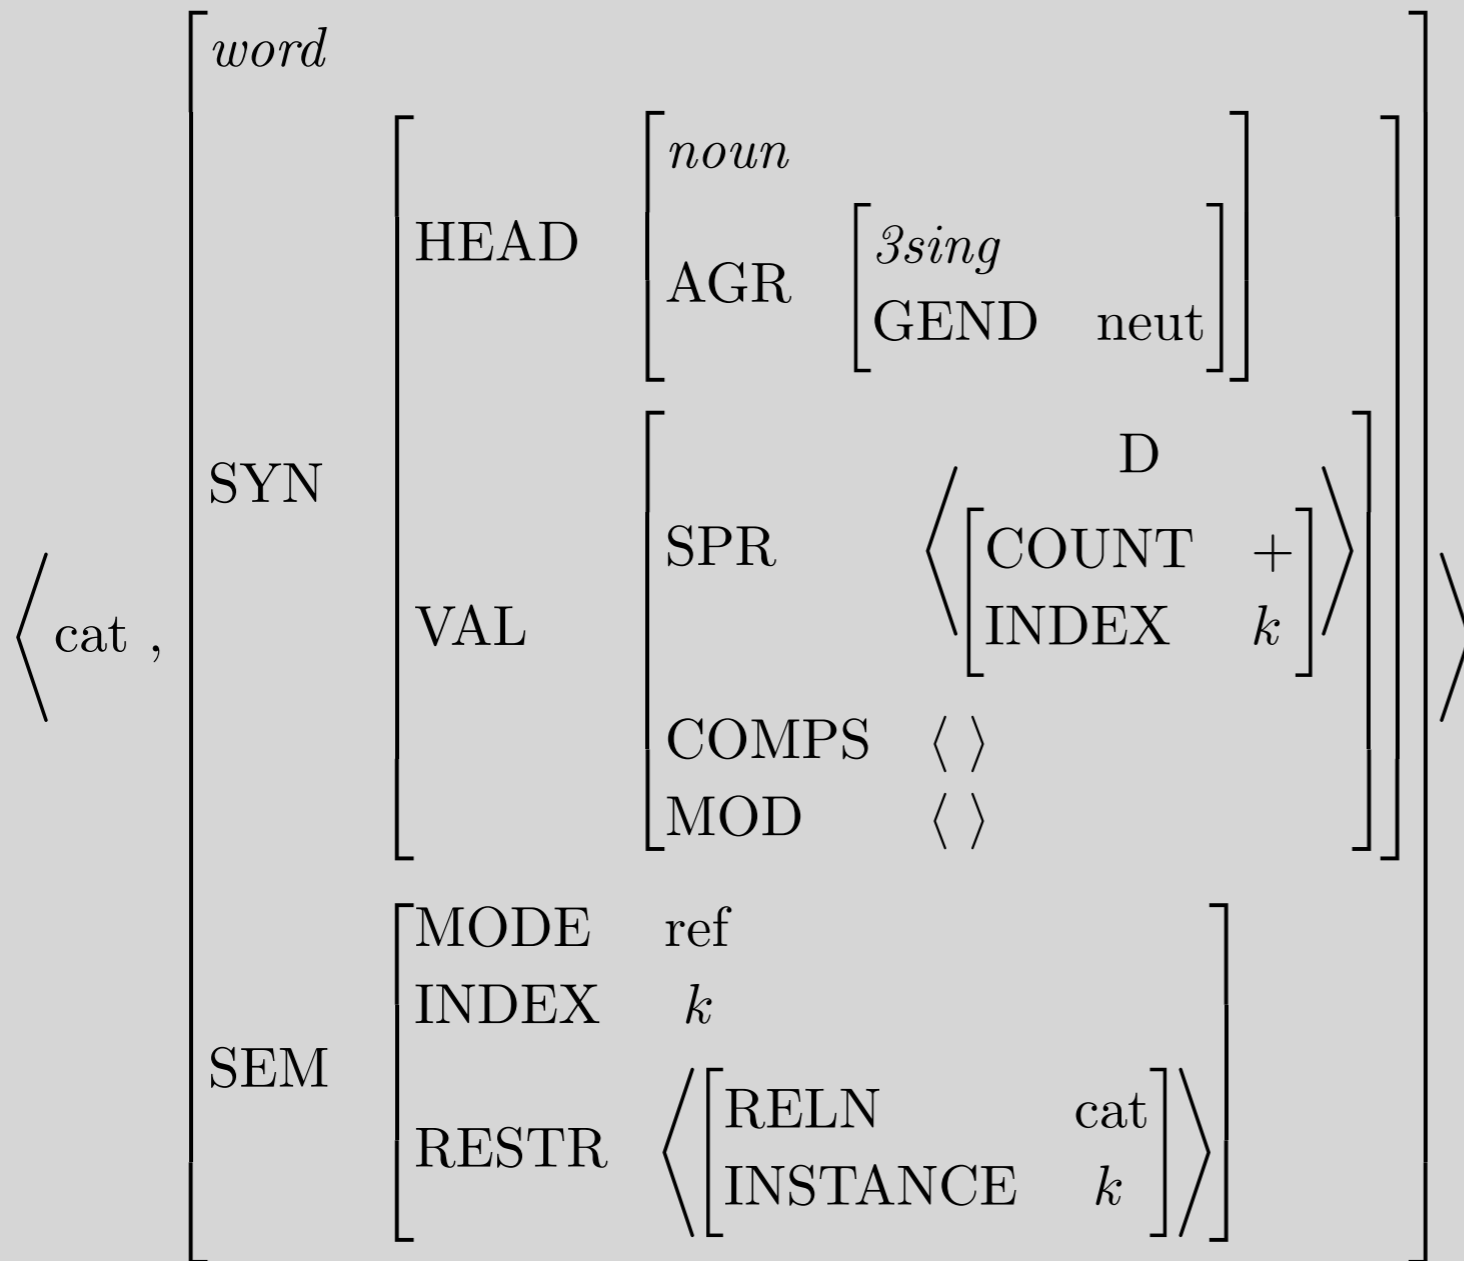 word
noun
HEAD
3sing
AGR
GEND neut
D
SYN
SPR ⟨ [ COUNT +
INDEX k ] ⟩
VAL
⟨ cat ,
COMPS ⟨ ⟩
MOD ⟨ ⟩
MODE ref
INDEX k
SEM
RESTR ⟨ [ RELN cat
INSTANCE k ] ⟩
⟩